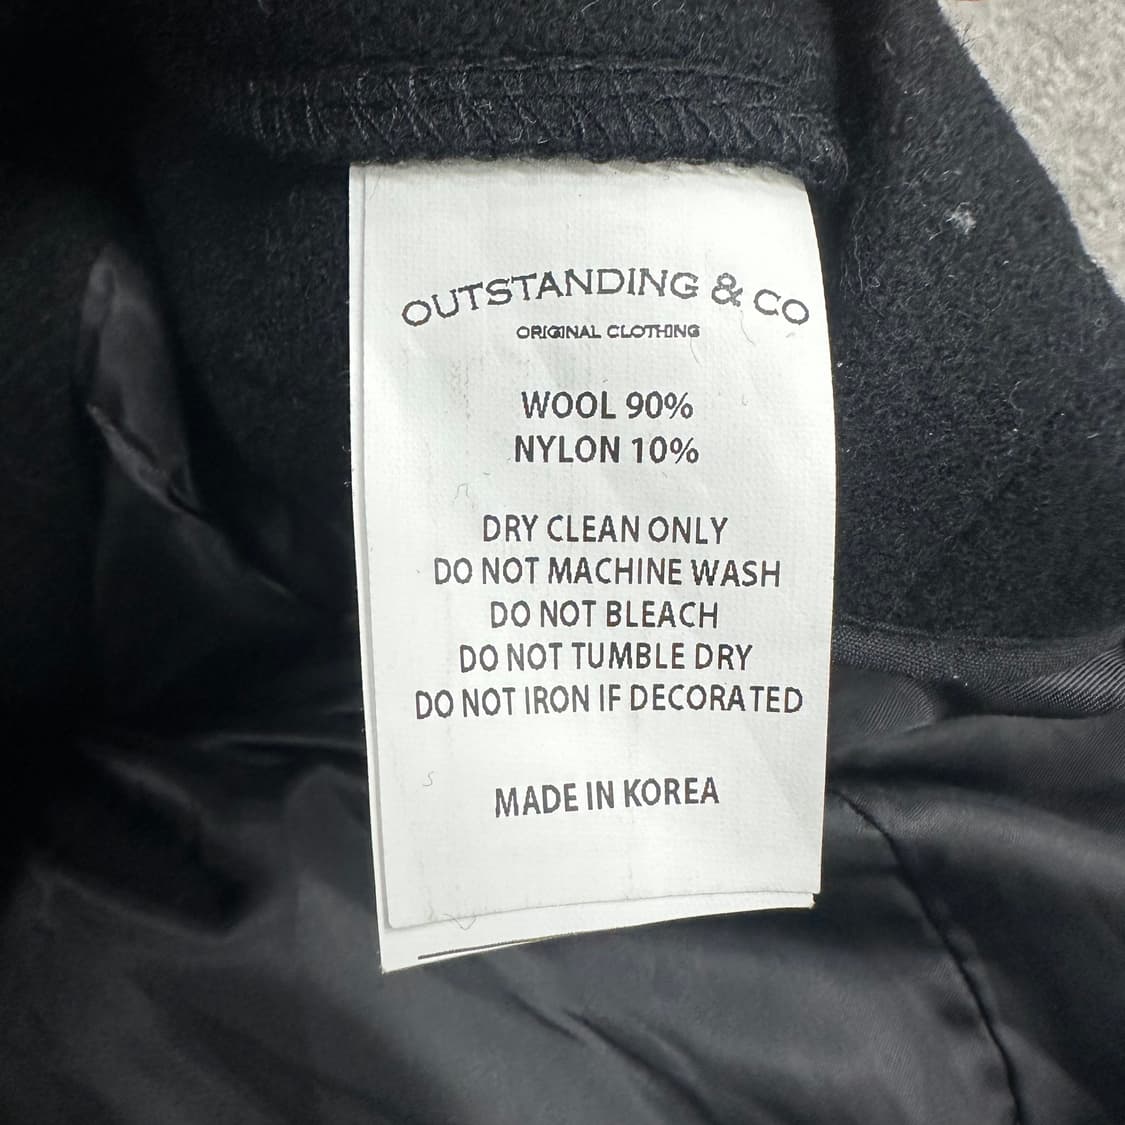 OUTSTANDING & CO
ORIGINAL CLOTHING
WOOL 90%
NYLON 10%
DRY CLEAN ONLY
DO NOT MACHINE WASH
DO NOT BLEACH
DO NOT TUMBLE DRY
DO NOT IRON IF DECORATED
MADE IN KOREA